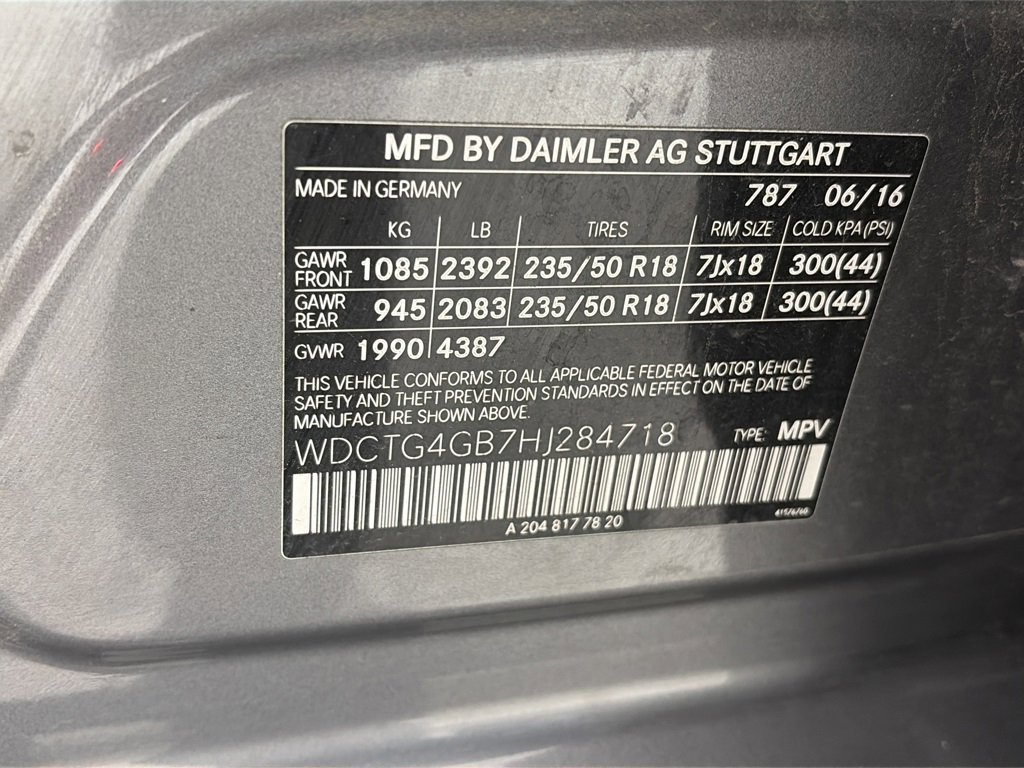 MFD BY DAIMLER AG STUTTGART
MADE IN GERMANY 787 06/16
KG LB TIRES RIM SIZE COLD KPA (PSI)
GAWR FRONT 1085 2392 235/50 R18 7Jx18 300(44)
GAWR REAR 945 2083 235/50 R18 7Jx18 300(44)
GVWR 1990 4387
THIS VEHICLE CONFORMS TO ALL APPLICABLE FEDERAL MOTOR VEHICLE
SAFETY AND THEFT PREVENTION STANDARDS IN EFFECT ON THE DATE OF
MANUFACTURE SHOWN ABOVE.
WDCTG4GB7HJ284718 TYPE: MPV
A 204 817 78 20